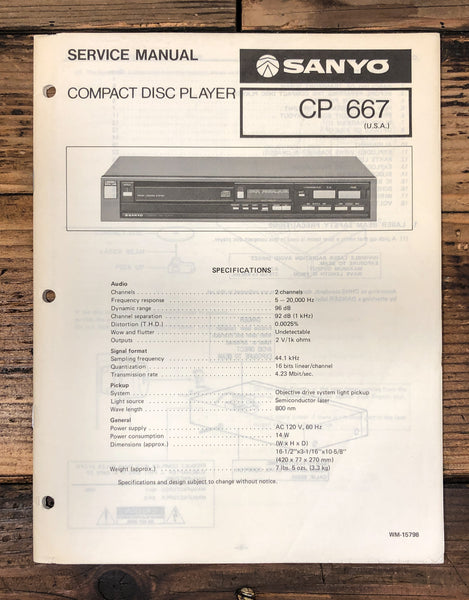 SERVICE MANUAL
SANYO
COMPACT DISC PLAYER
CP 667
(U.S.A.)
SPECIFICATIONS
Audio
Channels 2 channels
Frequency response 5 – 20,000 Hz
Dynamic range 96 dB
Channel separation 92 dB (1 kHz)
Distortion (T.H.D.) 0.0025%
Wow and flutter Undetectable
Outputs 2 V/1k ohms
Signal format
Sampling frequency 44.1 kHz
Quantization 16 bits linear/channel
Transmission rate 4.23 Mbit/sec.
Pickup
System Objective drive system light pickup
Light source Semiconductor laser
Wave length 800 nm
General
Power supply AC 120 V, 60 Hz
Power consumption 14 W
Dimensions (approx.) (W x H x D)
16-1/2"x3-1/16"x10-5/8"
(420 x 77 x 270 mm)
Weight (approx.) 7 lbs. 5 ozs. (3.3 kg)
Specifications and design subject to change without notice.
WM-15798